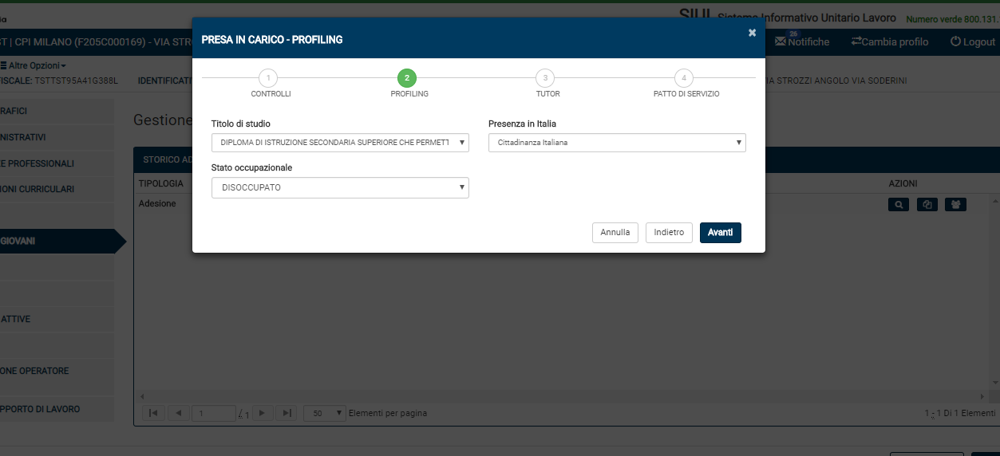 ia
SIUL Sistema Informativo Unitario Lavoro Numero verde 800.131.
ST | CPI MILANO (F205C000169) - VIA STRO
26
Notifiche
Cambia profilo
Logout
Altre Opzioni
FISCALE: TSTTST95A41G388L IDENTIFICATI
IA STROZZI ANGOLO VIA SODERINI
PRESA IN CARICO - PROFILING
×
1 2 3 4
CONTROLLI PROFILING TUTOR PATTO DI SERVIZIO
Titolo di studio Presenza in Italia
DIPLOMA DI ISTRUZIONE SECONDARIA SUPERIORE CHE PERMETT Cittadinanza Italiana
Stato occupazionale
DISOCCUPATO
Annulla Indietro Avanti
RAFICI
NISTRATIVI
E PROFESSIONALI
IONI CURRICULARI
GIOVANI
ATTIVE
ONE OPERATORE
PPORTO DI LAVORO
Gestione
STORICO AD
TIPOLOGIA AZIONI
Adesione
1 / 1 50 Elementi per pagina 1 - 1 Di 1 Elementi